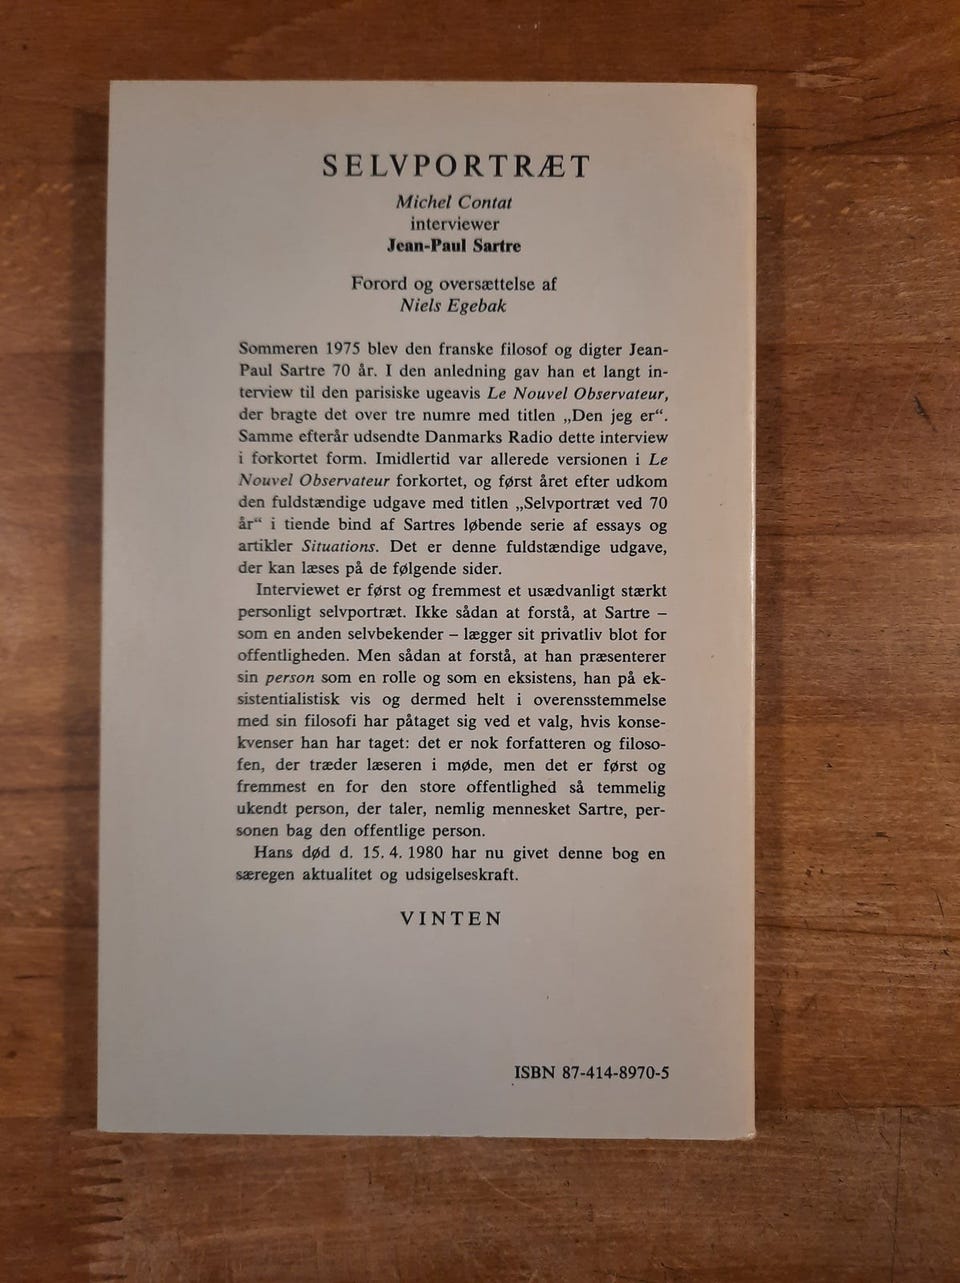 SELVPORTRÆT
Michel Contat
interviewer
Jean-Paul Sartre
Forord og oversættelse af
Niels Egebak
Sommeren 1975 blev den franske filosof og digter Jean-
Paul Sartre 70 år. I den anledning gav han et langt in-
terview til den parisiske ugeavis Le Nouvel Observateur,
der bragte det over tre numre med titlen „Den jeg er“.
Samme efterår udsendte Danmarks Radio dette interview
i forkortet form. Imidlertid var allerede versionen i Le
Nouvel Observateur forkortet, og først året efter udkom
den fuldstændige udgave med titlen „Selvportræt ved 70
år“ i tiende bind af Sartres løbende serie af essays og
artikler Situations. Det er denne fuldstændige udgave,
der kan læses på de følgende sider.
Interviewet er først og fremmest et usædvanligt stærkt
personligt selvportræt. Ikke sådan at forstå, at Sartre –
som en anden selvbekender – lægger sit privatliv blot for
offentligheden. Men sådan at forstå, at han præsenterer
sin person som en rolle og som en eksistens, han på ek-
sistentialistisk vis og dermed helt i overensstemmelse
med sin filosofi har påtaget sig ved et valg, hvis konse-
kvenser han har taget: det er nok forfatteren og filoso-
fen, der træder læseren i møde, men det er først og
fremmest en for den store offentlighed så temmelig
ukendt person, der taler, nemlig mennesket Sartre, per-
sonen bag den offentlige person.
Hans død d. 15. 4. 1980 har nu givet denne bog en
særegen aktualitet og udsigelseskraft.
VINTEN
ISBN 87-414-8970-5